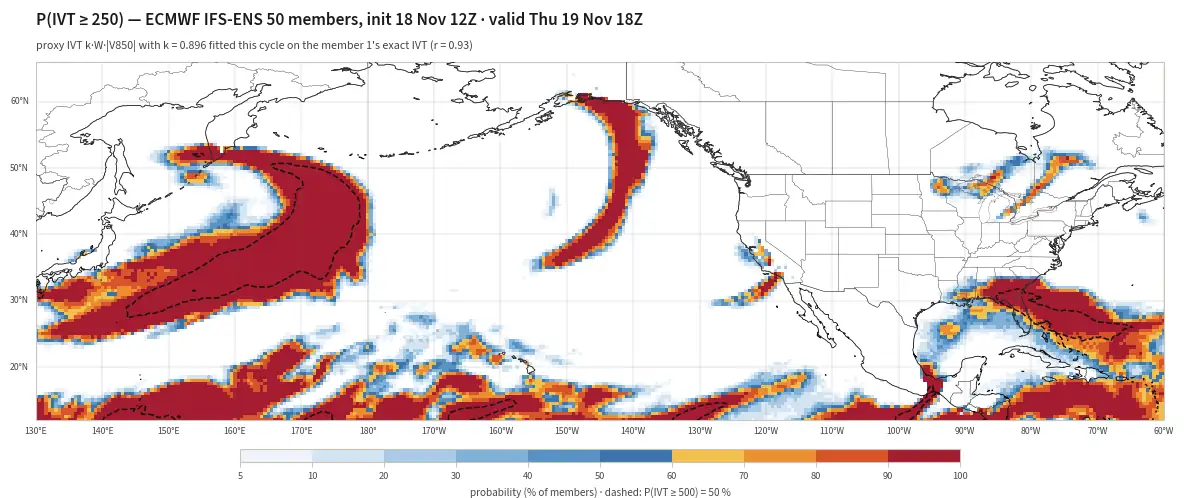 P(IVT ≥ 250) — ECMWF IFS-ENS 50 members, init 18 Nov 12Z · valid Thu 19 Nov 18Z
proxy IVT k·W·|V850| with k = 0.896 fitted this cycle on the member 1's exact IVT (r = 0.93)
60°N
50°N
40°N
30°N
20°N
130°E 140°E 150°E 160°E 170°E 180° 170°W 160°W 150°W 140°W 130°W 120°W 110°W 100°W 90°W 80°W 70°W 60°W
5 10 20 30 40 50 60 70 80 90 100
probability (% of members) · dashed: P(IVT ≥ 500) = 50 %